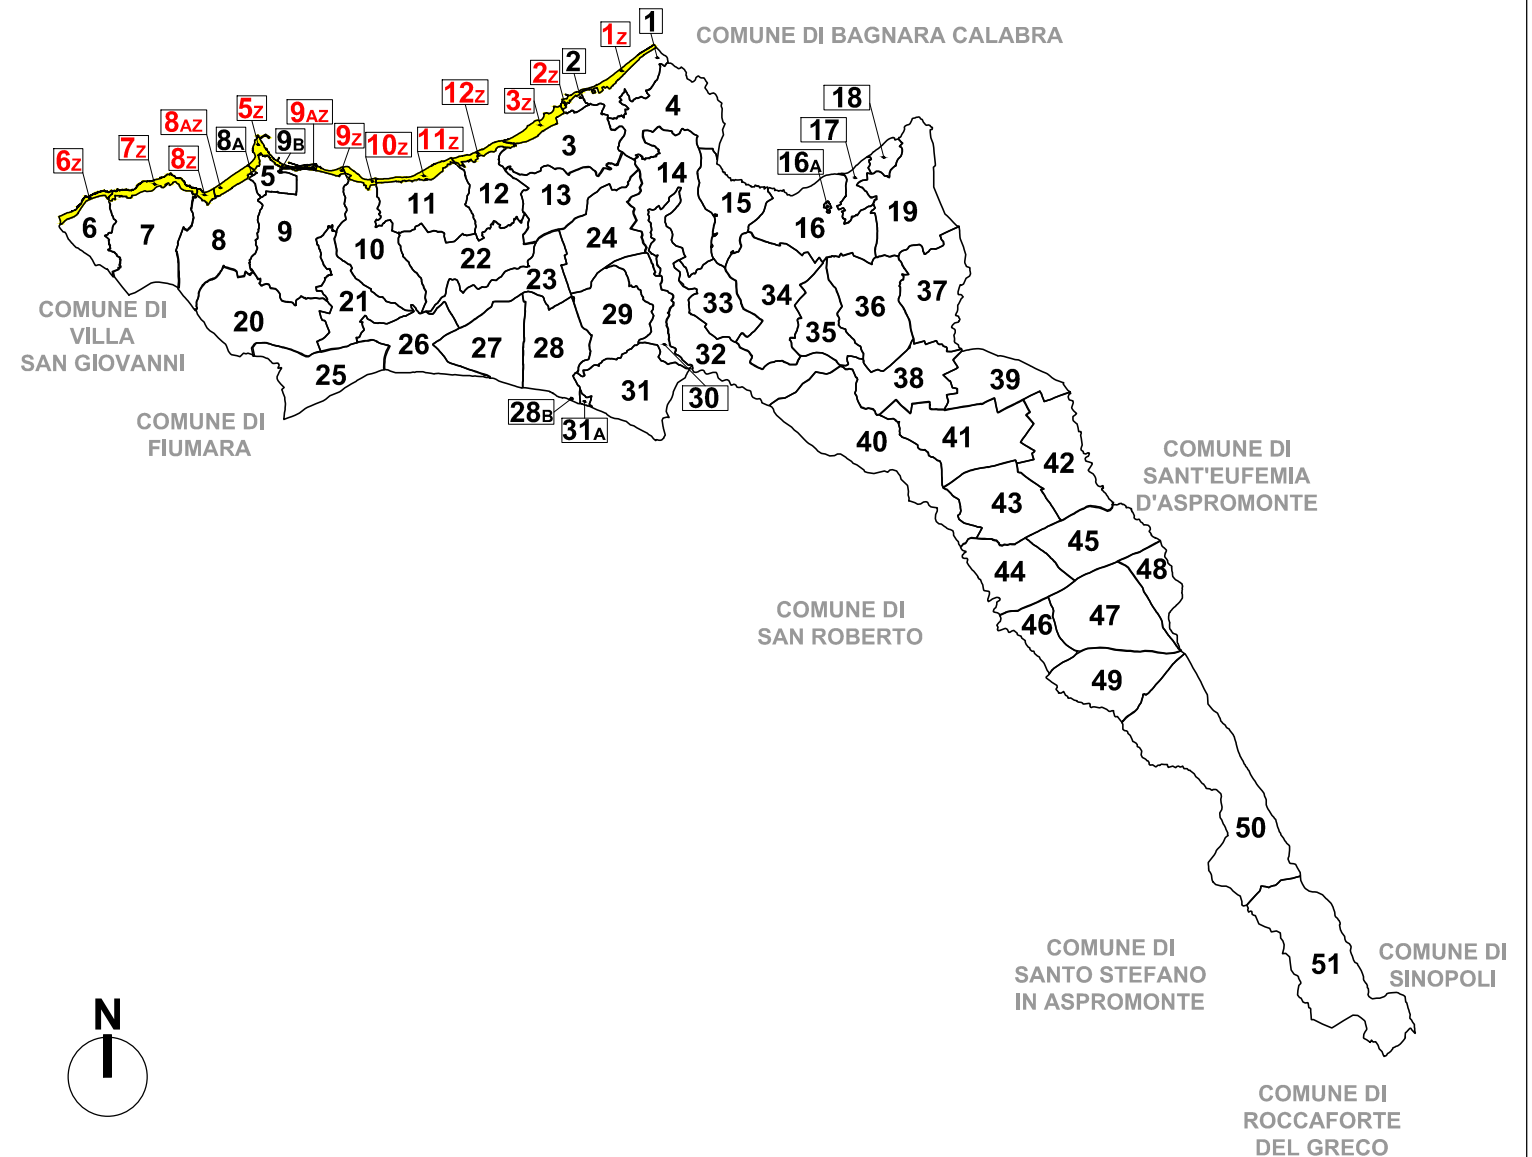 1
1Z
COMUNE DI BAGNARA CALABRA
2
2Z
12Z
3Z
4
18
17
5Z
9AZ
8AZ
8A
9B
9Z
10Z
11Z
7Z
8Z
6Z
16A
3
14
5
13
12
11
15
19
16
6
7
8
9
10
24
22
23
21
33
34
36
37
29
35
COMUNE DI
VILLA
SAN GIOVANNI
20
26
27
28
32
25
31
30
38
39
28B
31A
COMUNE DI
FIUMARA
40
41
42
COMUNE DI
SANT'EUFEMIA
D'ASPROMONTE
43
45
44
48
COMUNE DI
SAN ROBERTO
46
47
49
50
51
COMUNE DI
SANTO STEFANO
IN ASPROMONTE
COMUNE DI
SINOPOLI
N
COMUNE DI
ROCCAFORTE
DEL GRECO